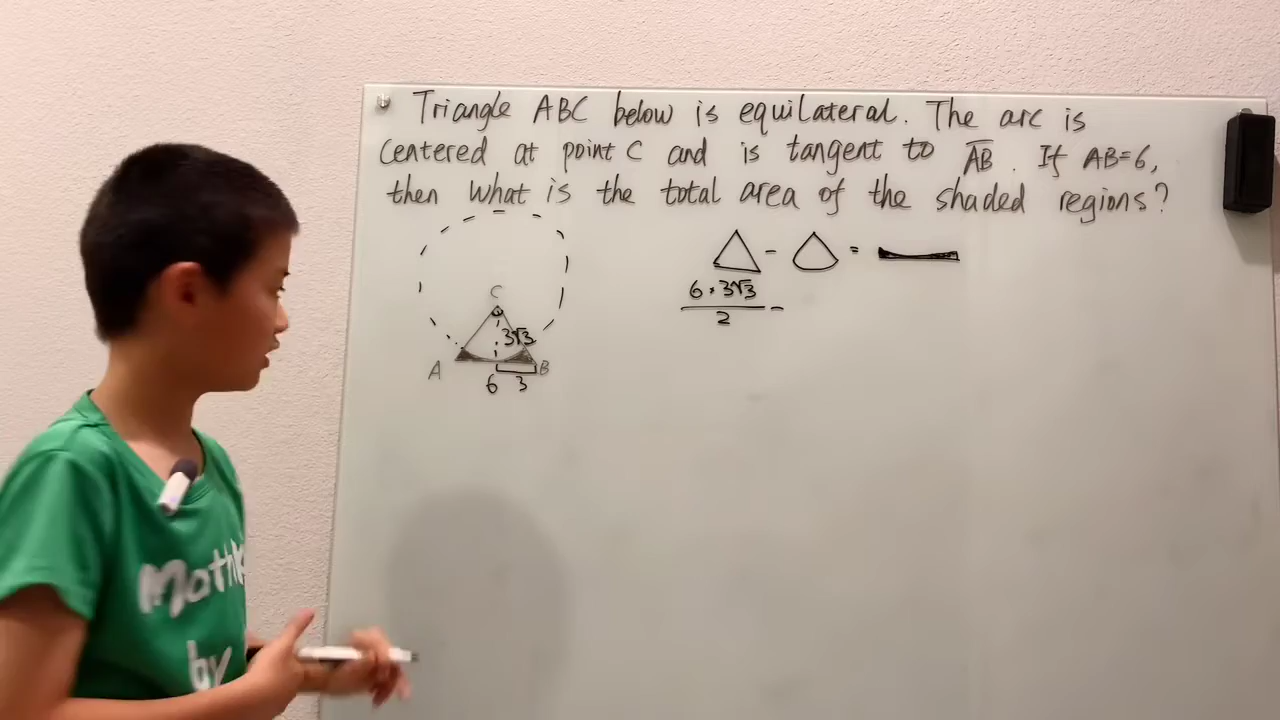 Triangle ABC below is equilateral. The arc is
centered at point C and is tangent to A̅B̅. If AB=6,
then what is the total area of the shaded regions?
- =
6 × 3√3
2
-
C
3√3
A
B
6
3
by